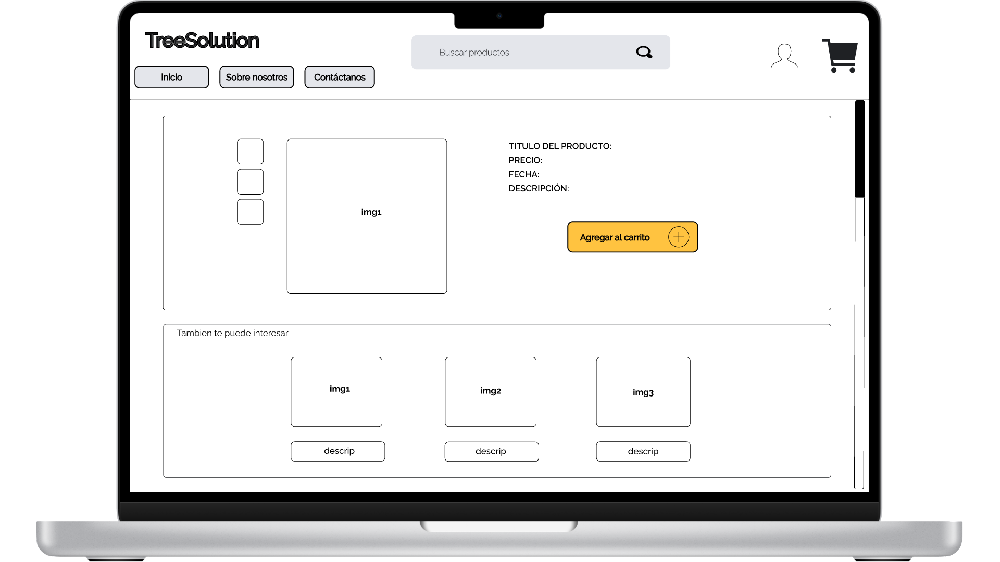 TreeSolution
Buscar productos
inicio
Sobre nosotros
Contáctanos
TITULO DEL PRODUCTO:
PRECIO:
FECHA:
DESCRIPCIÓN:
img1
Agregar al carrito
Tambien te puede interesar
img1
img2
img3
descrip
descrip
descrip